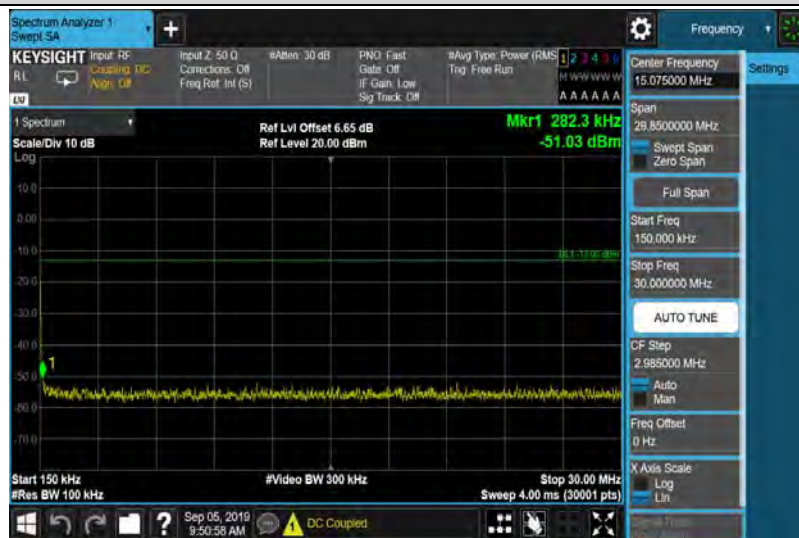 Spectrum Analyzer 1
Swept SA
Frequency
KEYSIGHT
RL
LXI
Input: RF
Coupling: DC
Align: Off
Input Z: 50 Ω
Corrections: Off
Freq Ref: Int (S)
#Atten: 30 dB
PNO: Fast
Gate: Off
IF Gain: Low
Sig Track: Off
#Avg Type: Power (RMS
Trig: Free Run
1 2 3 4 5 6
M W W W W W
A A A A A A
1 Spectrum
Scale/Div 10 dB
Log
Ref Lvl Offset 6.65 dB
Ref Level 20.00 dBm
Mkr1 282.3 kHz
-51.03 dBm
10.0
0.00
-10.0
-20.0
-30.0
-40.0
-50.0
-60.0
-70.0
DL1 -13.00 dBm
1
Start 150 kHz
#Res BW 100 kHz
#Video BW 300 kHz
Stop 30.00 MHz
Sweep 4.00 ms (30001 pts)
Center Frequency
15.075000 MHz
Settings
Span
29.8500000 MHz
Swept Span
Zero Span
Full Span
Start Freq
150.000 kHz
Stop Freq
30.000000 MHz
AUTO TUNE
CF Step
2.985000 MHz
Auto
Man
Freq Offset
0 Hz
X Axis Scale
Log
Lin
?
Sep 05, 2019
9:50:58 AM
DC Coupled